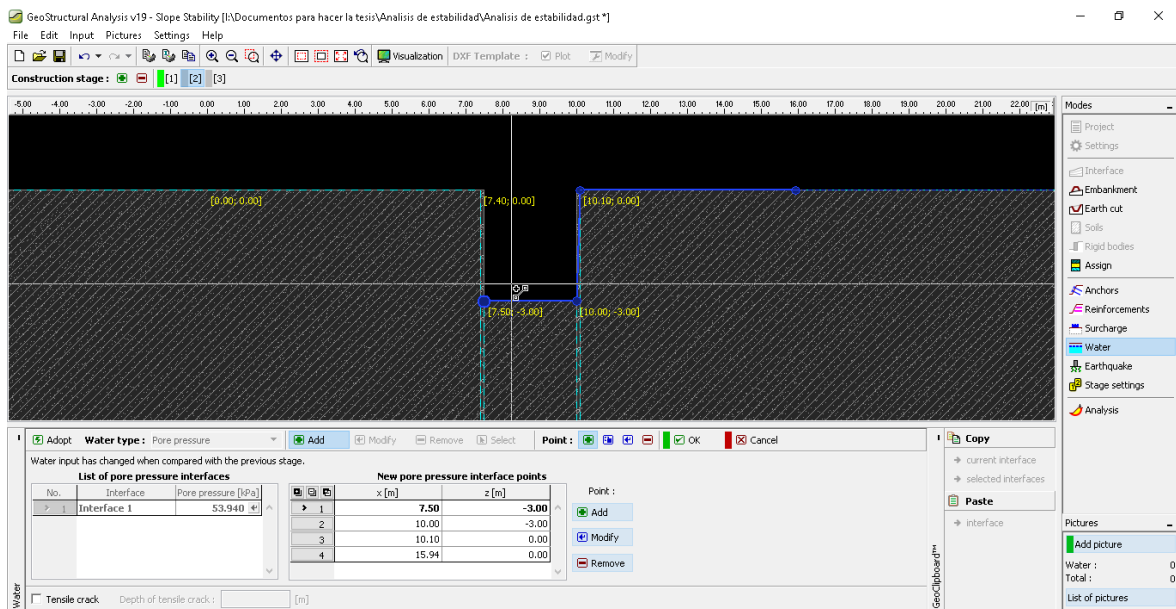 GeoStructural Analysis v19 - Slope Stability [I:\Documentos para hacer la tesis\Analisis de estabilidad\Analisis de estabilidad.gst *]
File Edit Input Pictures Settings Help
Visualization DXF Template : Plot Modify
Construction stage : [1] [2] [3]
-5.00 -4.00 -3.00 -2.00 -1.00 0.00 1.00 2.00 3.00 4.00 5.00 6.00 7.00 8.00 9.00 10.00 11.00 12.00 13.00 14.00 15.00 16.00 17.00 18.00 19.00 20.00 21.00 22.00 [m]
[0.00; 0.00] [7.40; 0.00] [10.10; 0.00]
[7.50; -3.00] [10.00; -3.00]
Modes
Project
Settings
Interface
Embankment
Earth cut
Soils
Rigid bodies
Assign
Anchors
Reinforcements
Surcharge
Water
Earthquake
Stage settings
Analysis
Adopt Water type : Pore pressure Add Modify Remove Select Point : OK Cancel
Water input has changed when compared with the previous stage.
List of pore pressure interfaces
No. Interface Pore pressure [kPa]
1 Interface 1 53.940
New pore pressure interface points
x [m] z [m]
1 7.50 -3.00
2 10.00 -3.00
3 10.10 0.00
4 15.94 0.00
Point :
Add
Modify
Remove
Tensile crack Depth of tensile crack : [m]
Water
GeoClipboard™
Copy
current interface
selected interfaces
Paste
interface
Pictures
Add picture
Water : 0
Total : 0
List of pictures